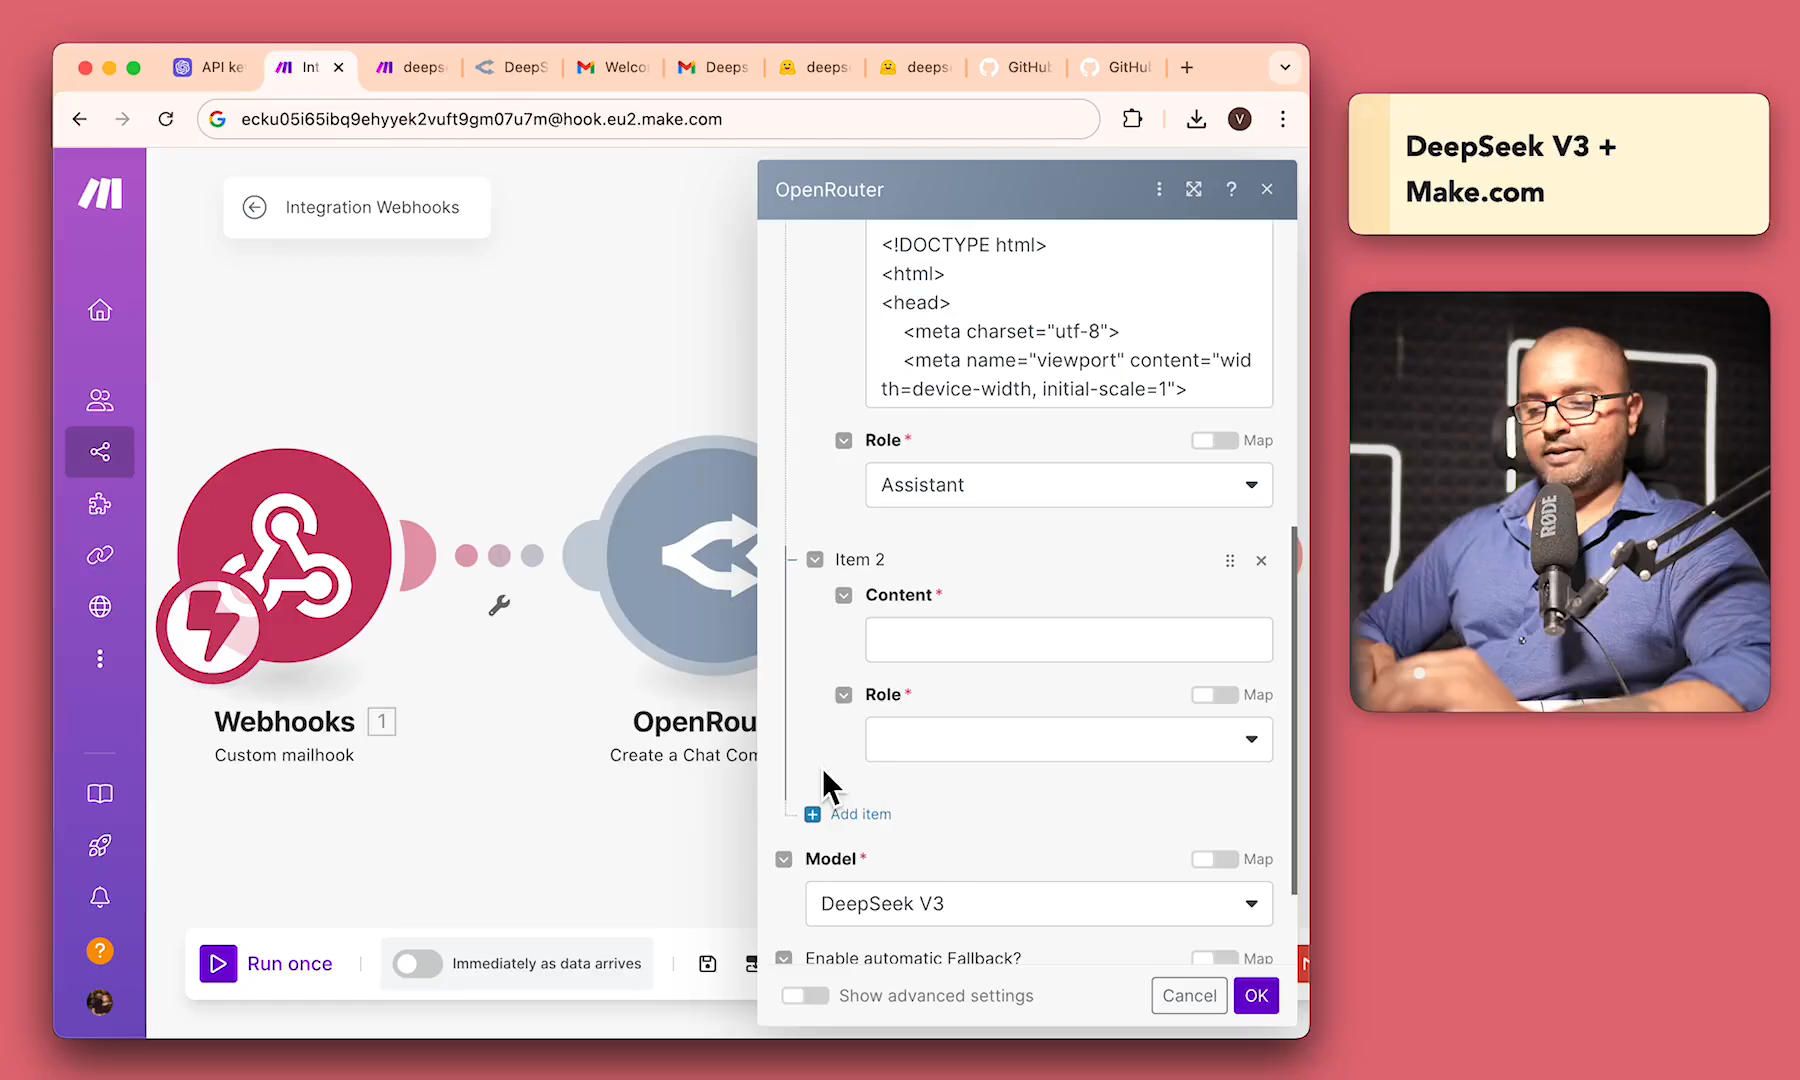 API ke
Int
deeps
DeepS
Welco
Deeps
deeps
deeps
GitHu
GitHu
ecku05i65ibq9ehyyek2vuft9gm07u7m@hook.eu2.make.com
V
Integration Webhooks
OpenRouter
<!DOCTYPE html>
<html>
<head>
<meta charset="utf-8">
<meta name="viewport" content="wid
th=device-width, initial-scale=1">
Role *
Map
Assistant
Item 2
Content *
Role *
Map
Add item
Model *
Map
DeepSeek V3
Enable automatic Fallback?
Map
Show advanced settings
Cancel
OK
Webhooks 1
Custom mailhook
OpenRou
Create a Chat Com
Run once
Immediately as data arrives
DeepSeek V3 +
Make.com
RØDE